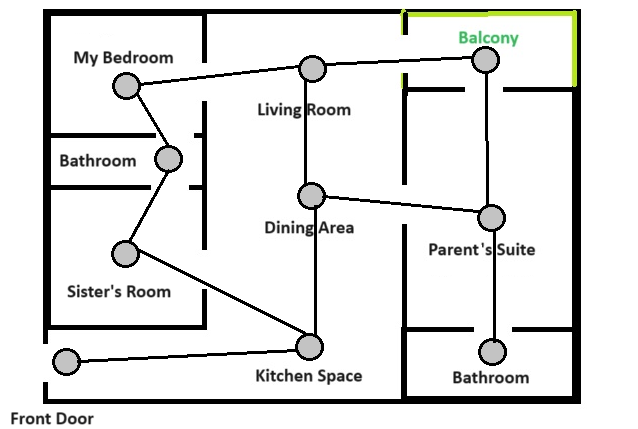 Balcony
My Bedroom
Living Room
Bathroom
Dining Area
Parent's Suite
Sister's Room
Kitchen Space
Bathroom
Front Door